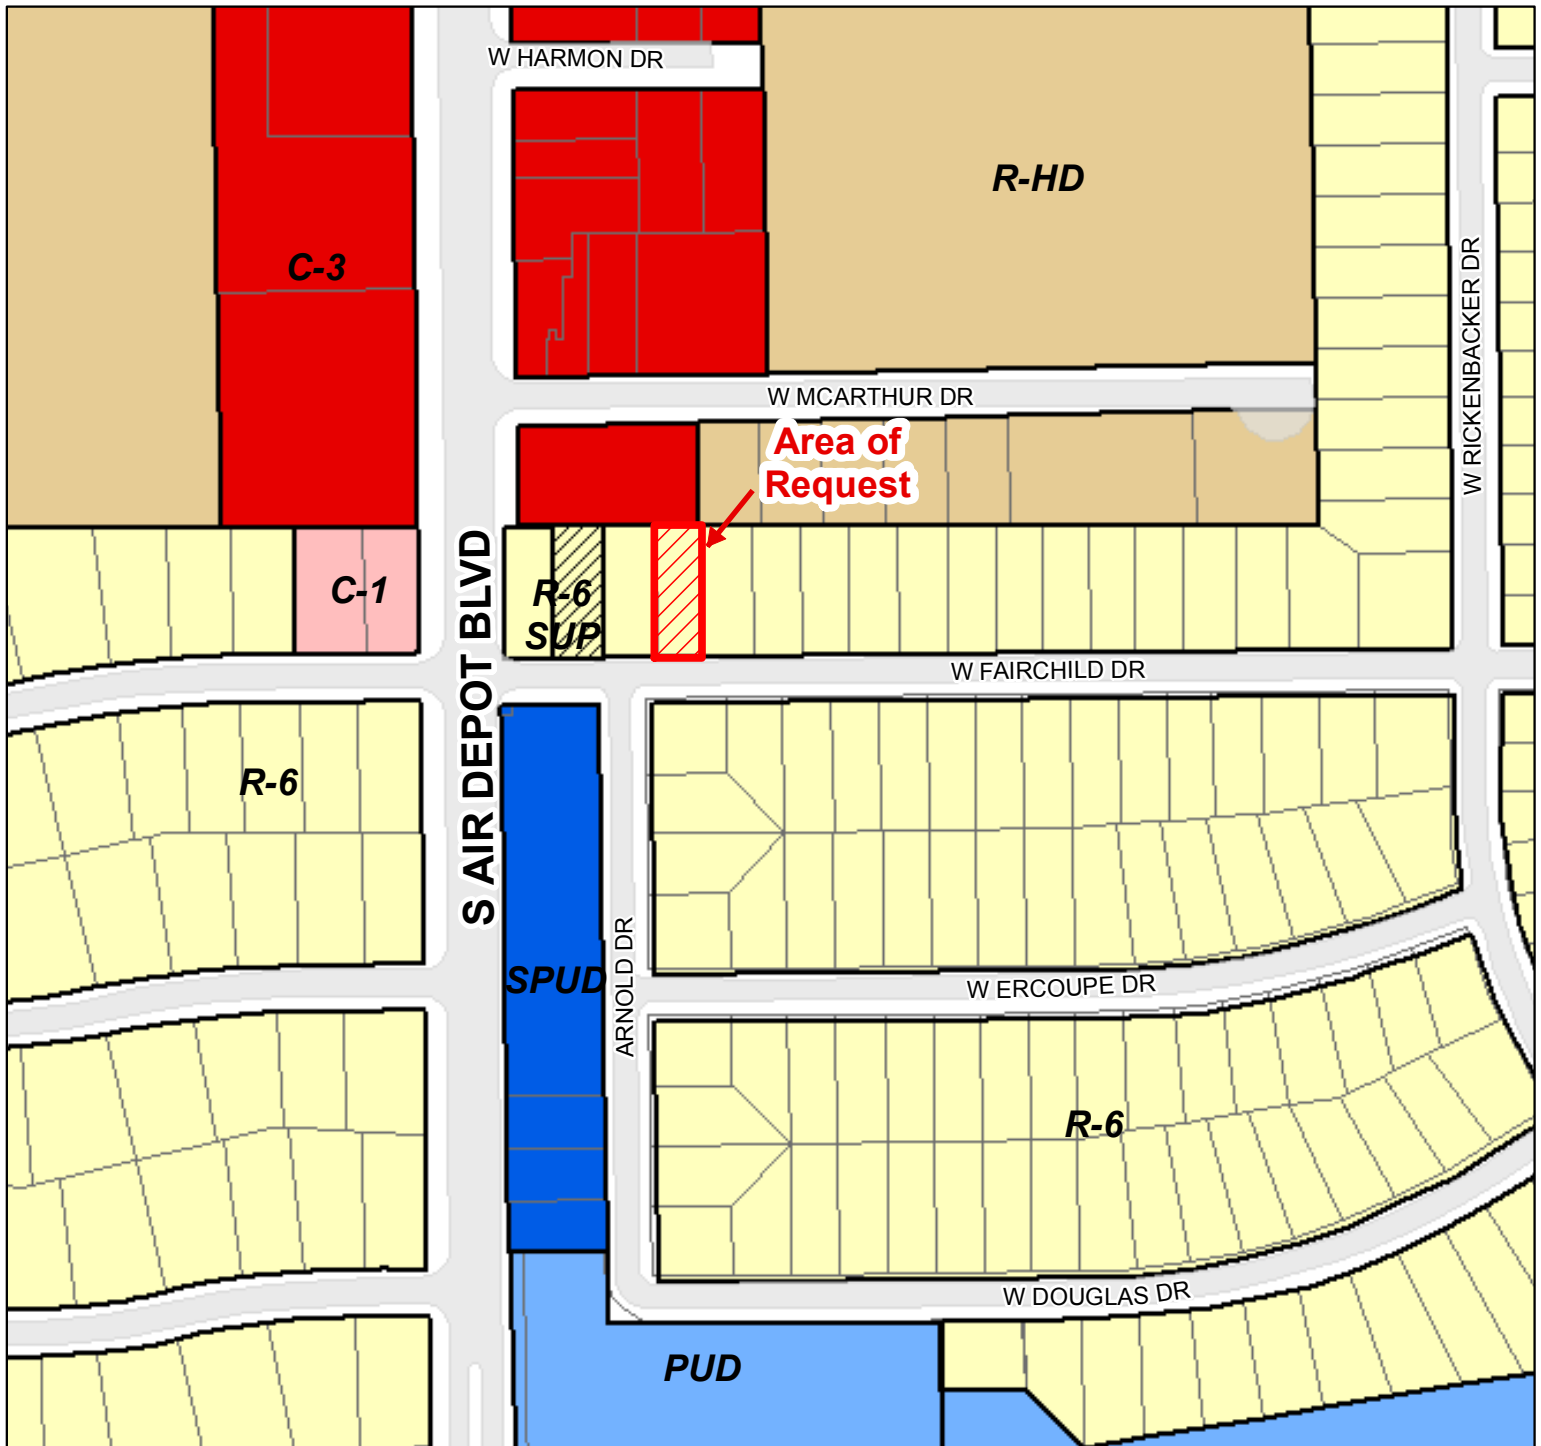 W HARMON DR
R-HD
C-3
W RICKENBACKER DR
W MCARTHUR DR
Area of
Request
S AIR DEPOT BLVD
C-1
R-6
SUP
W FAIRCHILD DR
R-6
ARNOLD DR
SPUD
W ERCOUPE DR
R-6
W DOUGLAS DR
PUD